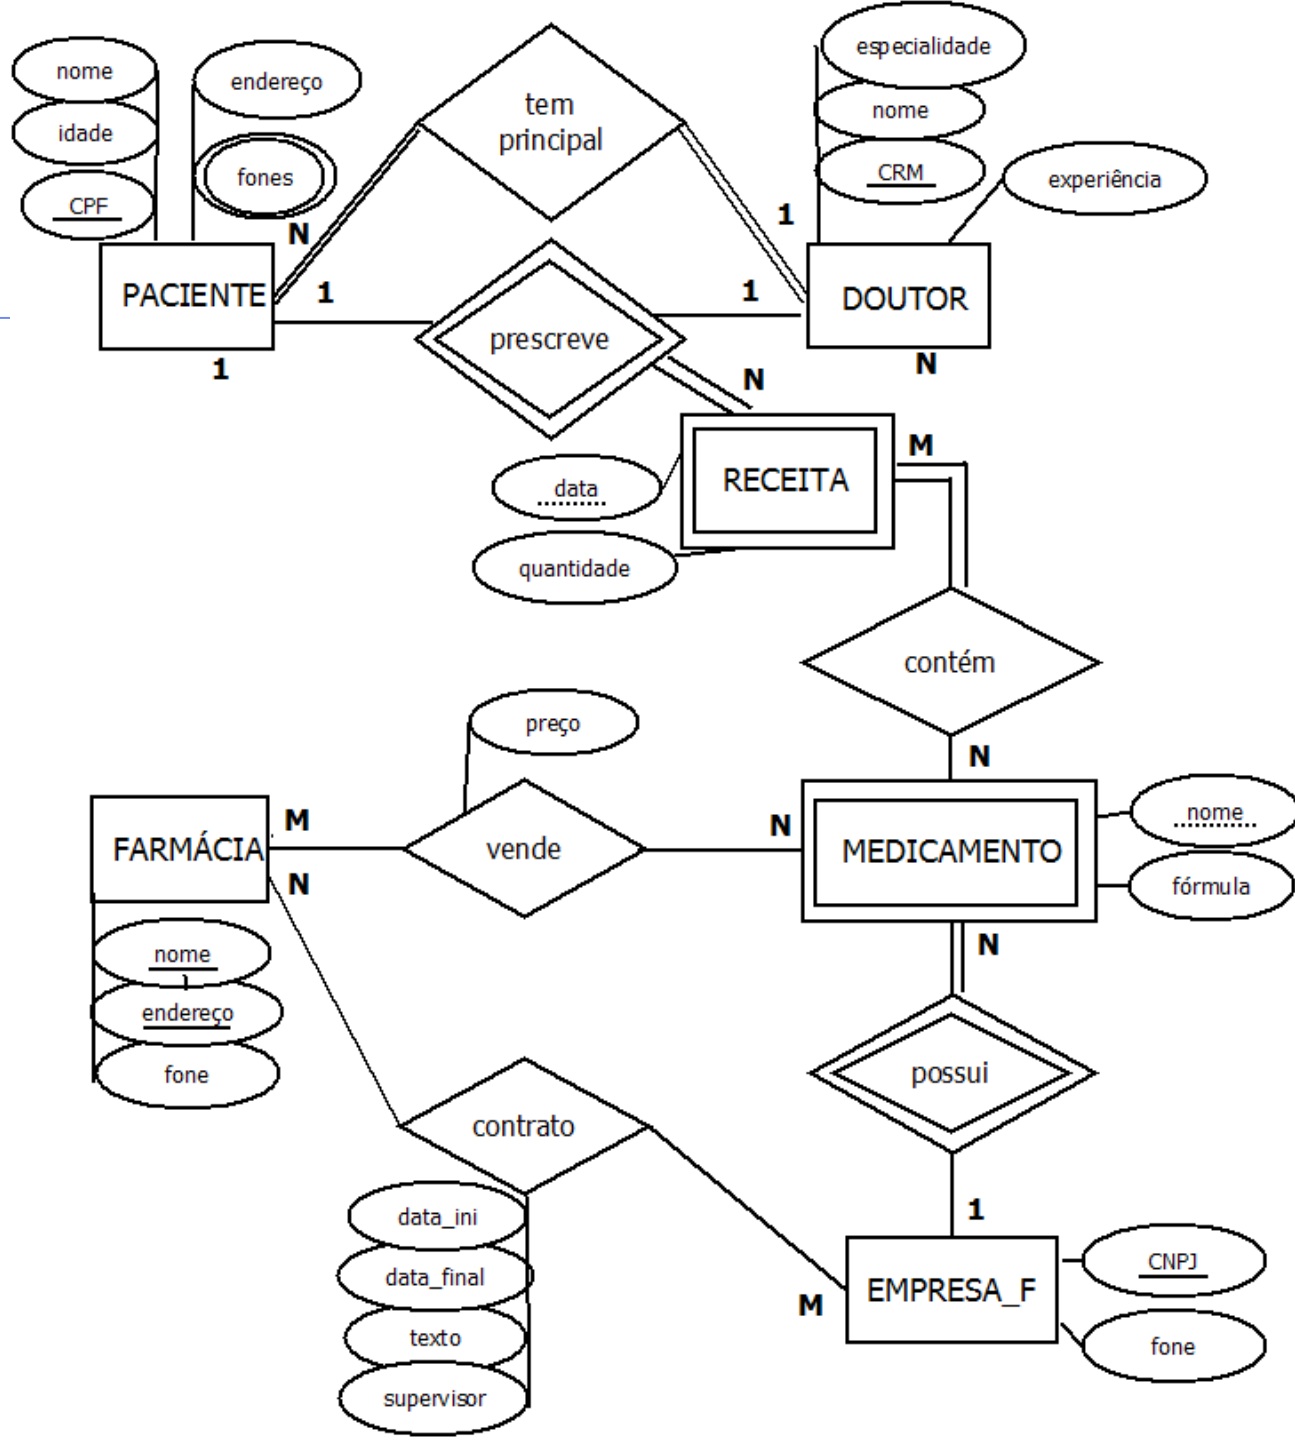 especialidade
nome
endereço
tem
principal
nome
idade
CRM
experiência
fones
CPF
N
1
PACIENTE
1
1
DOUTOR
prescreve
1
N
N
M
RECEITA
data
quantidade
contém
preço
N
nome
M
N
FARMÁCIA
vende
MEDICAMENTO
N
fórmula
N
nome
endereço
fone
possui
contrato
1
data_ini
CNPJ
data_final
EMPRESA_F
M
texto
fone
supervisor